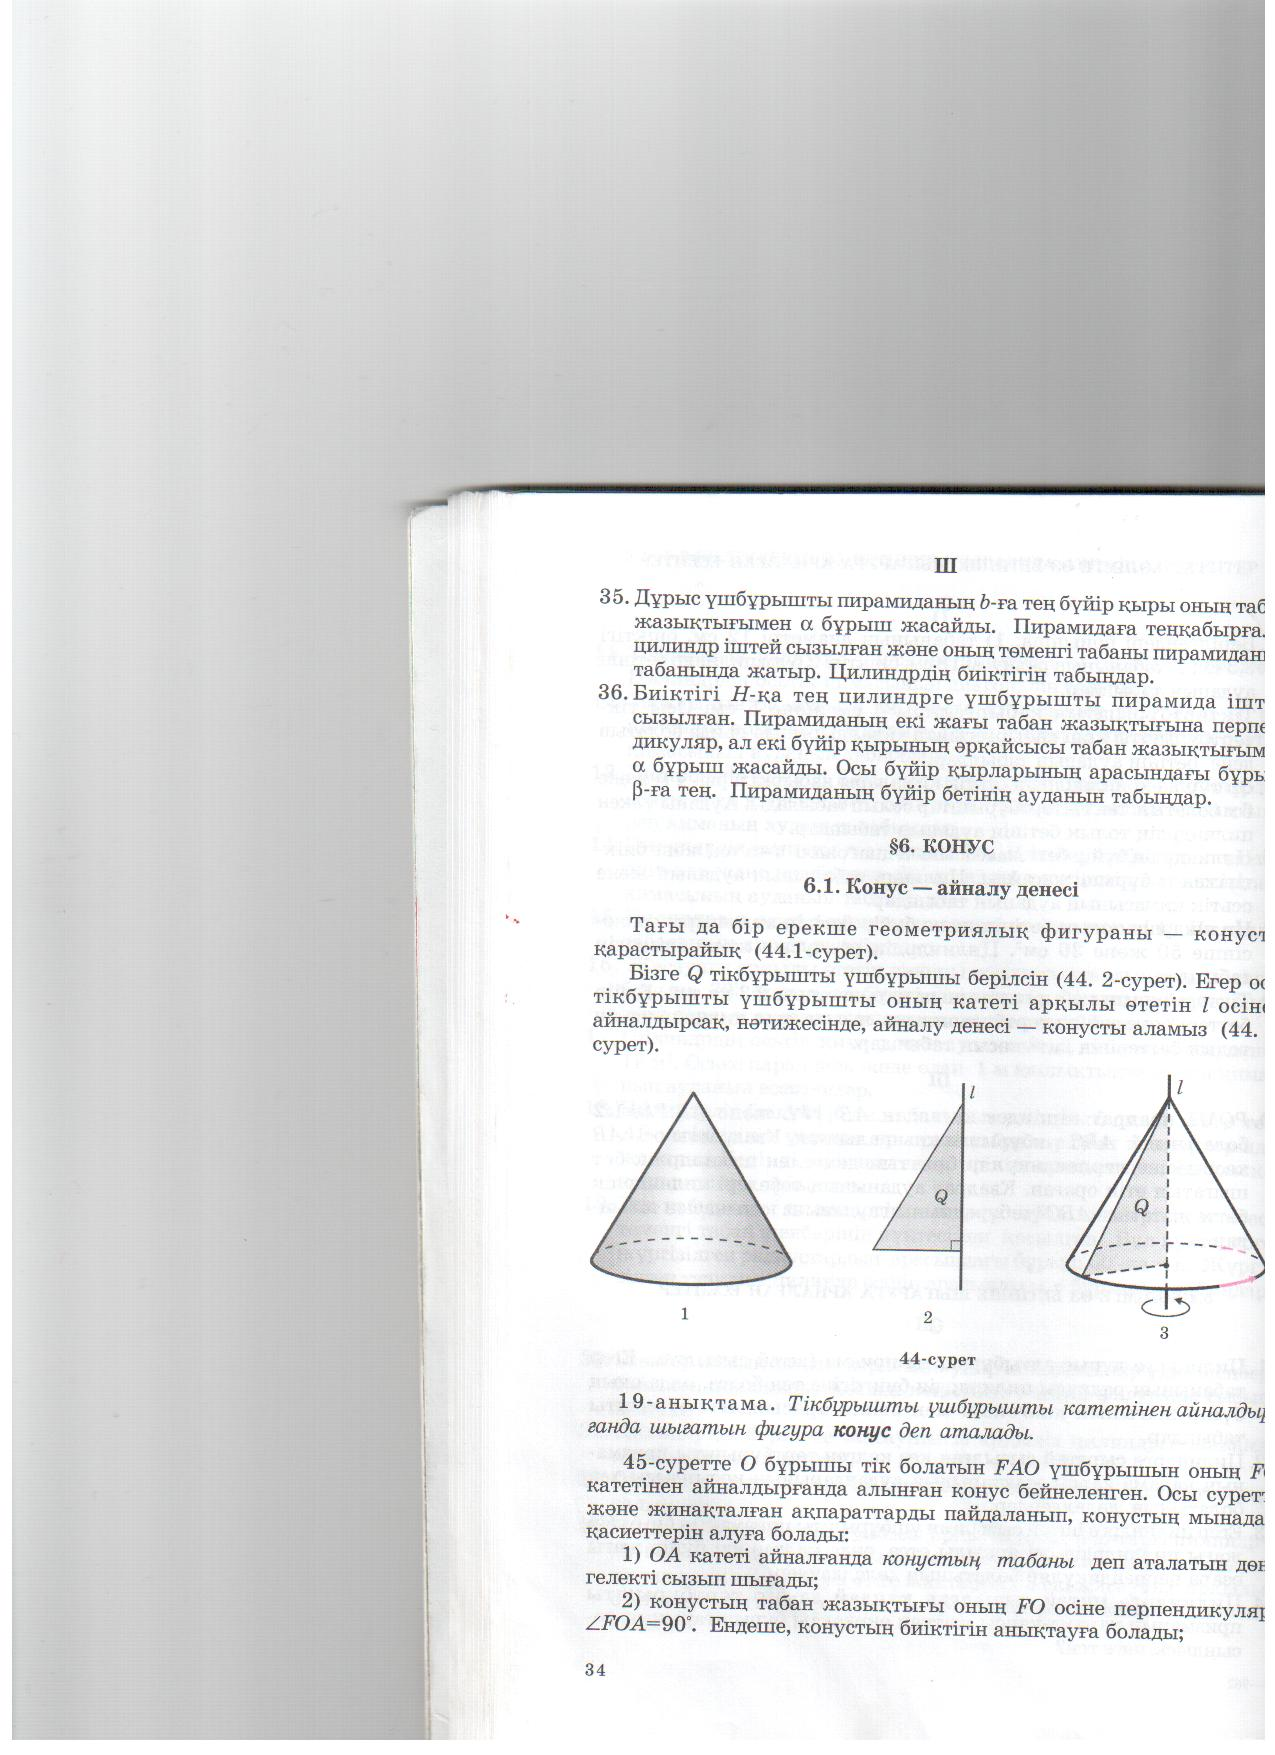 III
35. Дұрыс үшбұрышты пирамиданың b-ға тең бүйір қыры оның таб
жазықтығымен α бұрыш жасайды. Пирамидаға теңқабырға.
цилиндр іштей сызылған және оның төменгі табаны пирамидан
табанында жатыр. Цилиндрдің биіктігін табыңдар.
36. Биіктігі Н-қа тең цилиндрге үшбұрышты пирамида ішт
сызылған. Пирамиданың екі жағы табан жазықтығына перпе
дикуляр, ал екі бүйір қырының әрқайсысы табан жазықтығым
α бұрыш жасайды. Осы бүйір қырларының арасындағы бұры
β-ға тең. Пирамиданың бүйір бетінің ауданын табыңдар.
§6. КОНУС
6.1. Конус — айналу денесі
Тағы да бір ерекше геометриялық фигураны — конуст
қарастырайық (44.1-сурет).
Бізге Q тікбұрышты үшбұрышы берілсін (44. 2-сурет). Егер ос
тікбұрышты үшбұрышты оның катеті арқылы өтетін l осін
айналдырсақ, нәтижесінде, айналу денесі — конусты аламыз (44.
сурет).
l
l
Q
Q
1
2
3
44-сурет
19-анықтама. Тікбұрышты үшбұрышты катетінен айналдыр
ғанда шығатын фигура конус деп аталады.
45-суретте О бұрышы тік болатын FAO үшбұрышын оның F
катетінен айналдырғанда алынған конус бейнеленген. Осы сурет
және жинақталған ақпараттарды пайдаланып, конустың мынада
қасиеттерін алуға болады:
1) ОА катеті айналғанда конустың табаны деп аталатын дөң
гелекті сызып шығады;
2) конустың табан жазықтығы оның FO осіне перпендикуляр
∠FOA=90°. Ендеше, конустың биіктігін анықтауға болады;
34